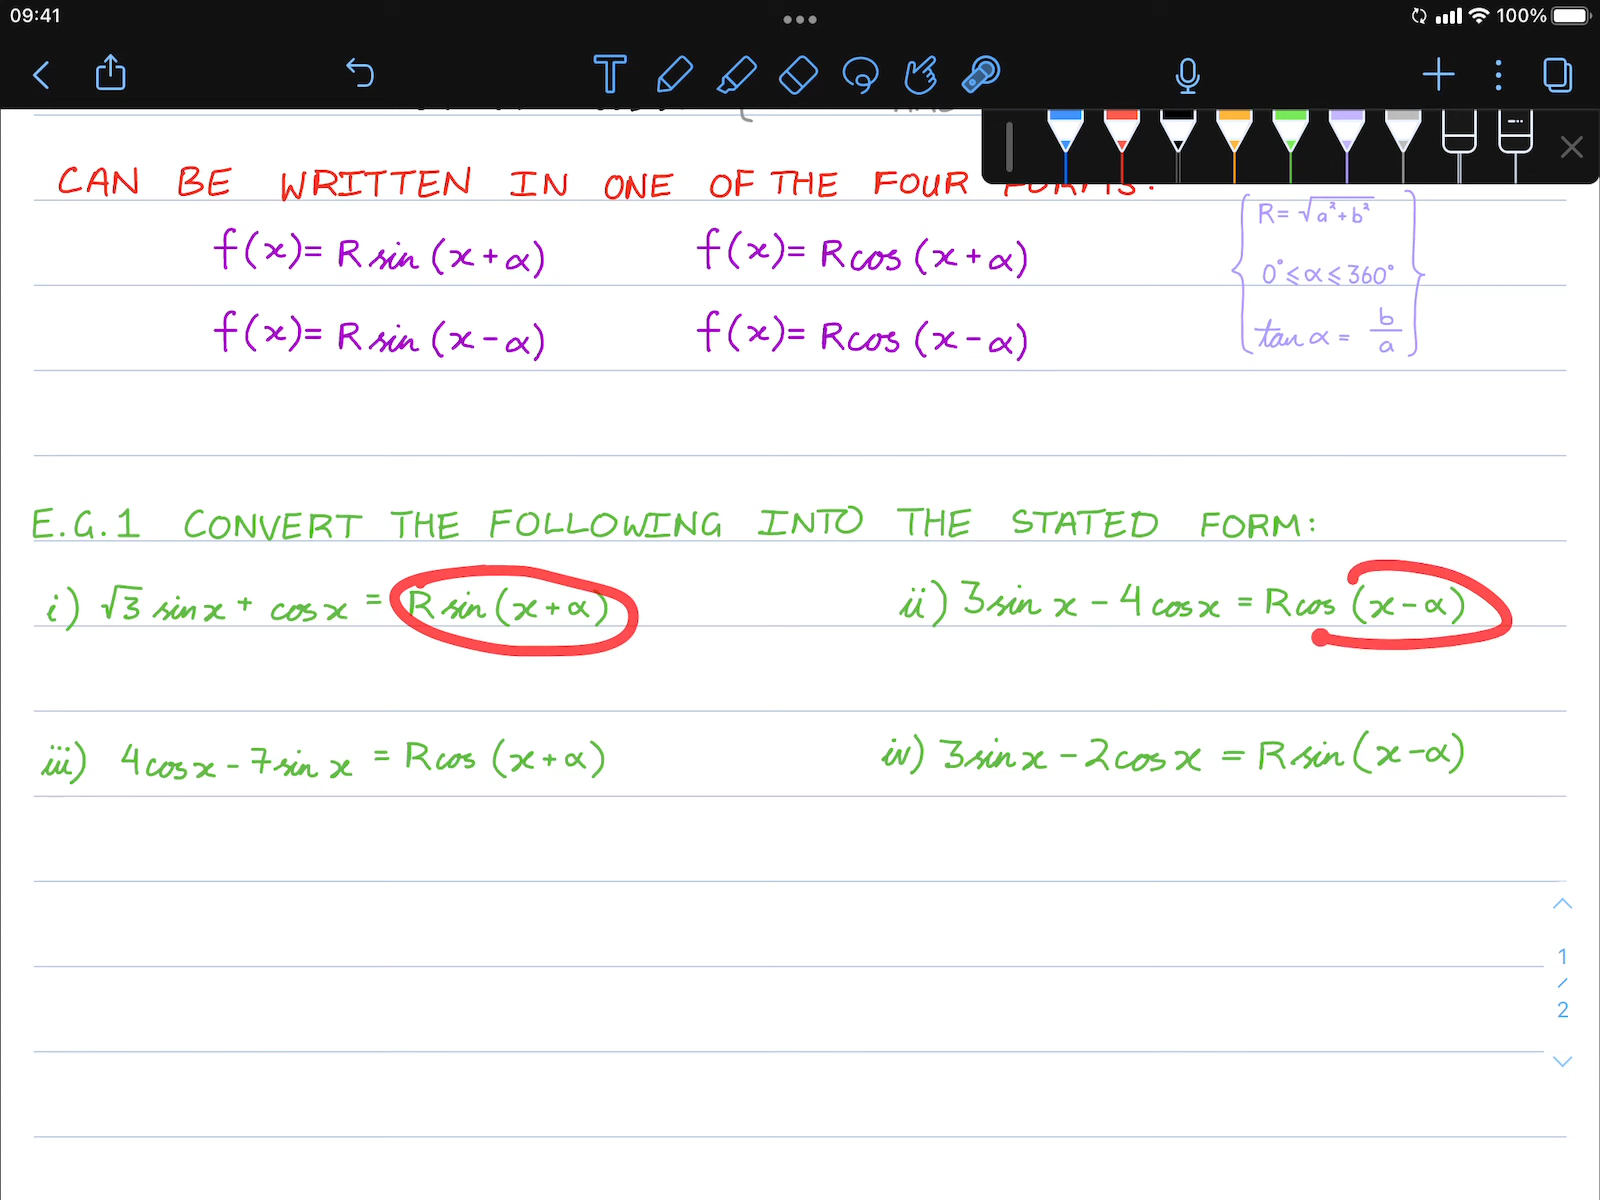 09:41
100%
CAN BE WRITTEN IN ONE OF THE FOUR FORMS:
f(x)= R sin (x+α) f(x)= R cos (x+α)
f(x)= R sin (x-α) f(x)= R cos (x-α)
R= √a²+b²
0° ≤ α ≤ 360°
tan α = b/a
E.G.1 CONVERT THE FOLLOWING INTO THE STATED FORM:
i) √3 sin x + cos x = R sin (x+α) ii) 3 sin x - 4 cos x = R cos (x-α)
iii) 4 cos x - 7 sin x = R cos (x+α) iv) 3 sin x - 2 cos x = R sin (x-α)
1
/
2